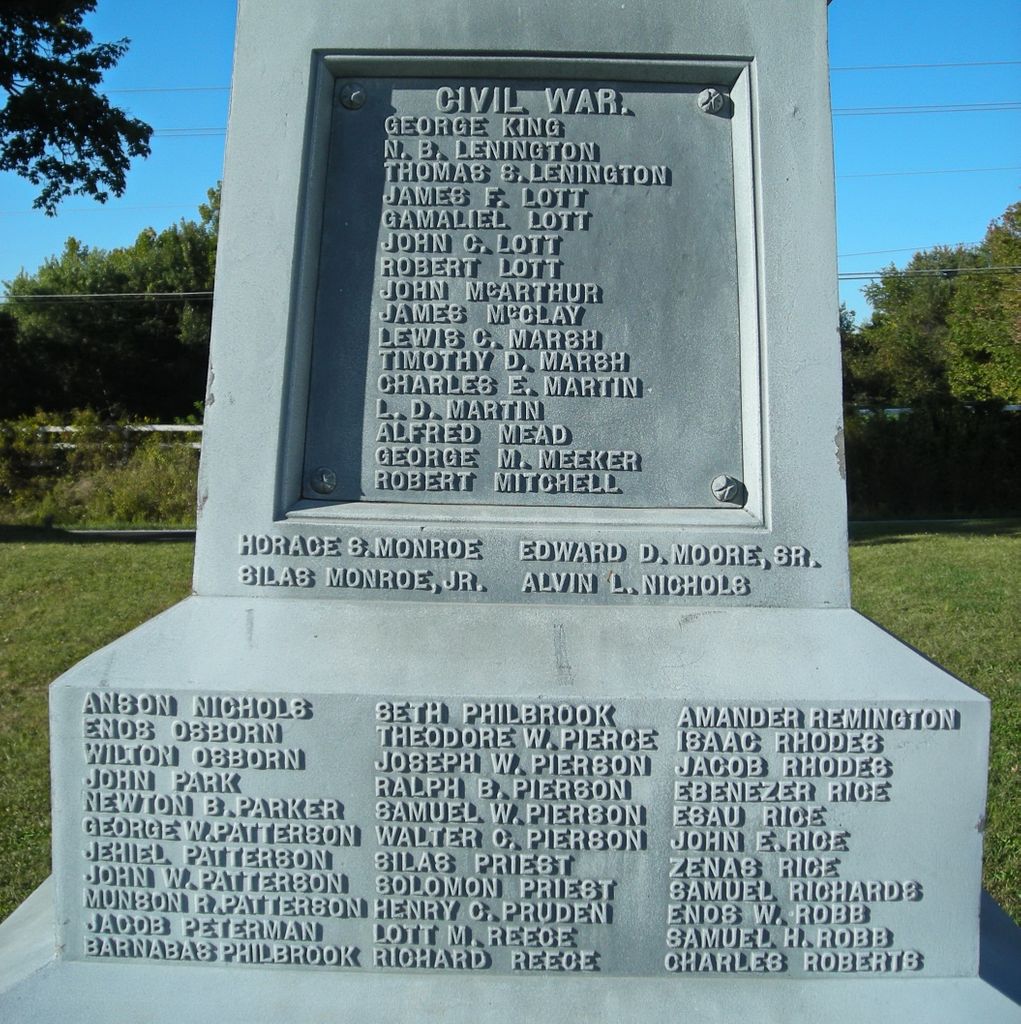 CIVIL WAR.
GEORGE KING
N. B. LENINGTON
THOMAS S. LENINGTON
JAMES F. LOTT
GAMALIEL LOTT
JOHN C. LOTT
ROBERT LOTT
JOHN McARTHUR
JAMES McCLAY
LEWIS C. MARSH
TIMOTHY D. MARSH
CHARLES E. MARTIN
L. D. MARTIN
ALFRED MEAD
GEORGE M. MEEKER
ROBERT MITCHELL
HORACE S. MONROE
SILAS MONROE, JR.
EDWARD D. MOORE, SR.
ALVIN L. NICHOLS
ANSON NICHOLS
ENOS OSBORN
WILTON OSBORN
JOHN PARK
NEWTON B. PARKER
GEORGE W. PATTERSON
JEHIEL PATTERSON
JOHN W. PATTERSON
MUNSON R. PATTERSON
JACOB PETERMAN
BARNABAS PHILBROOK
SETH PHILBROOK
THEODORE W. PIERCE
JOSEPH W. PIERSON
RALPH B. PIERSON
SAMUEL W. PIERSON
WALTER C. PIERSON
SILAS PRIEST
SOLOMON PRIEST
HENRY C. PRUDEN
LOTT M. REECE
RICHARD REECE
AMANDER REMINGTON
ISAAC RHODES
JACOB RHODES
EBENEZER RICE
ESAU RICE
JOHN E. RICE
ZENAS RICE
SAMUEL RICHARDS
ENOS W. ROBB
SAMUEL H. ROBB
CHARLES ROBERTS